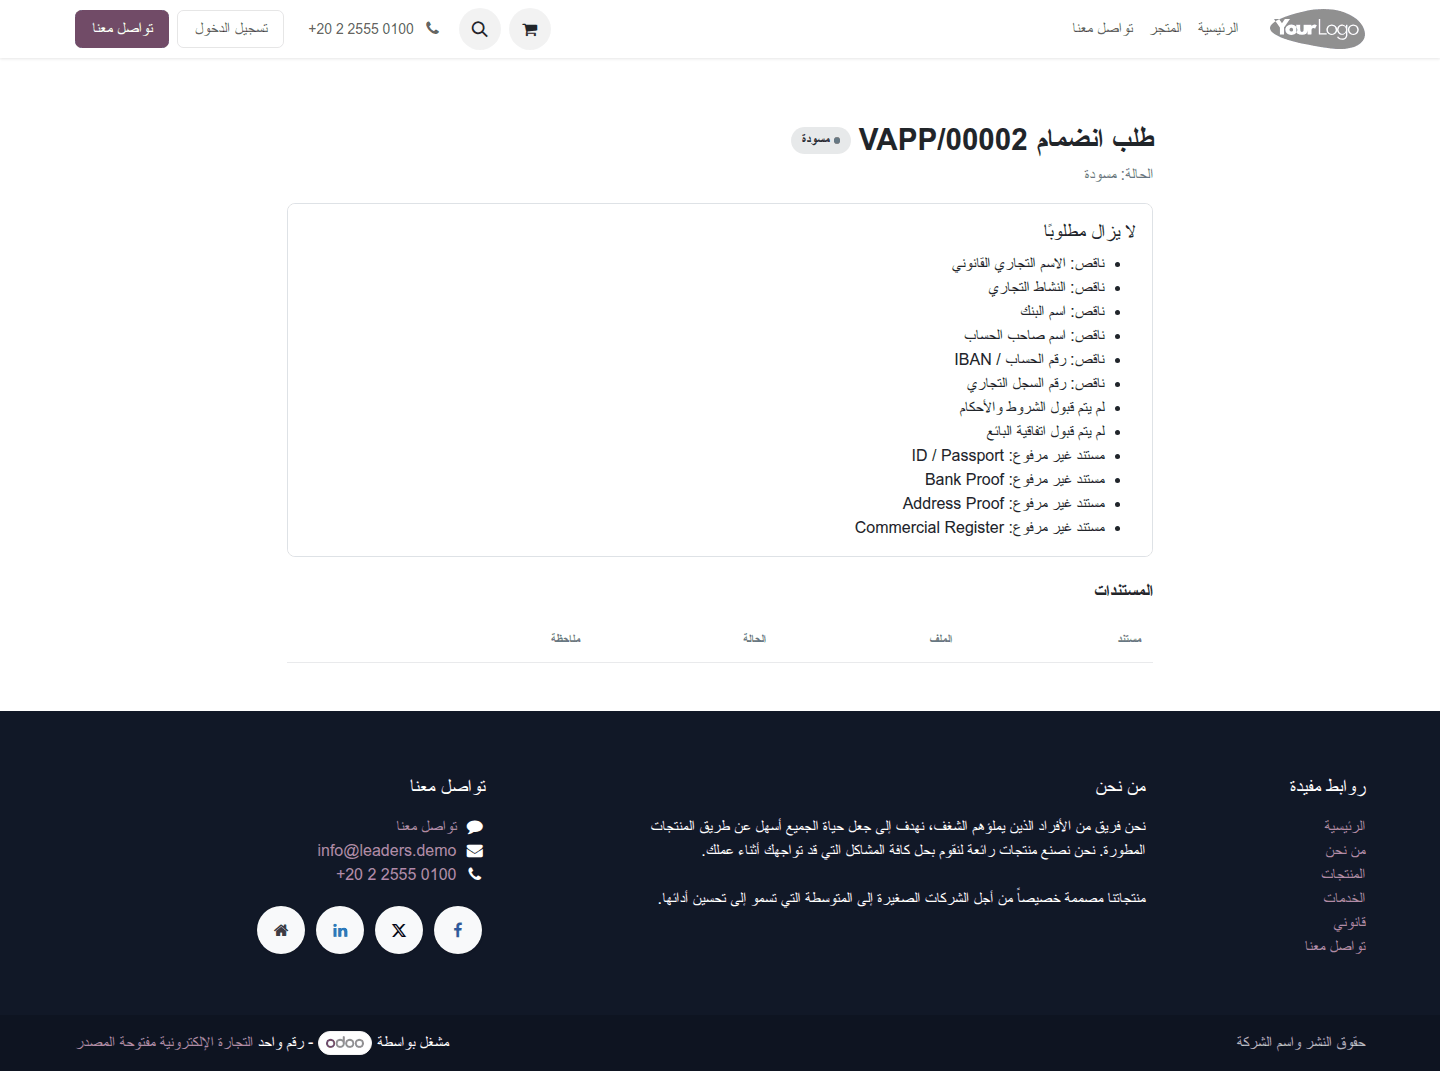 YourLogo
الرئيسية
المتجر
تواصل معنا
+20 2 2555 0100
تسجيل الدخول
تواصل معنا
طلب انضمام VAPP/00002
مسودة
الحالة: مسودة
لا يزال مطلوبًا
ناقص: الاسم التجاري القانوني
ناقص: النشاط التجاري
ناقص: اسم البنك
ناقص: اسم صاحب الحساب
ناقص: رقم الحساب / IBAN
ناقص: رقم السجل التجاري
لم يتم قبول الشروط والأحكام
لم يتم قبول اتفاقية البائع
مستند غير مرفوع: ID / Passport
مستند غير مرفوع: Bank Proof
مستند غير مرفوع: Address Proof
مستند غير مرفوع: Commercial Register
المستندات
مستند الملف الحالة ملاحظة
روابط مفيدة
الرئيسية
من نحن
المنتجات
الخدمات
قانوني
تواصل معنا
من نحن
نحن فريق من الأفراد الذين يملؤهم الشغف، نهدف إلى جعل حياة الجميع أسهل عن طريق المنتجات
المطورة. نحن نصنع منتجات رائعة لنقوم بحل كافة المشاكل التي قد تواجهك أثناء عملك.
منتجاتنا مصممة خصيصاً من أجل الشركات الصغيرة إلى المتوسطة التي تسمو إلى تحسين أدائها.
تواصل معنا
تواصل معنا
info@leaders.demo
+20 2 2555 0100
حقوق النشر واسم الشركة
مشغل بواسطة odoo - رقم واحد التجارة الإلكترونية مفتوحة المصدر